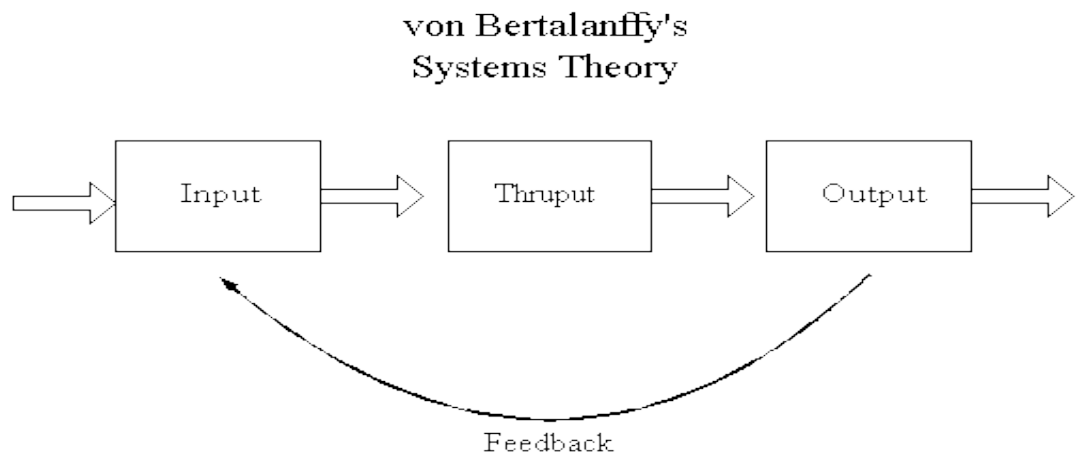 von Bertalanffy's
Systems Theory
Input
Thruput
Output
Feedback